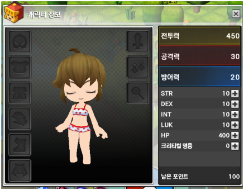 캐릭터 정보
전투력 450
공격력 30
방어력 20
STR 10
DEX 10
INT 10
LUK 10
HP 400
크리티컬 명중 0
남은 포인트 100